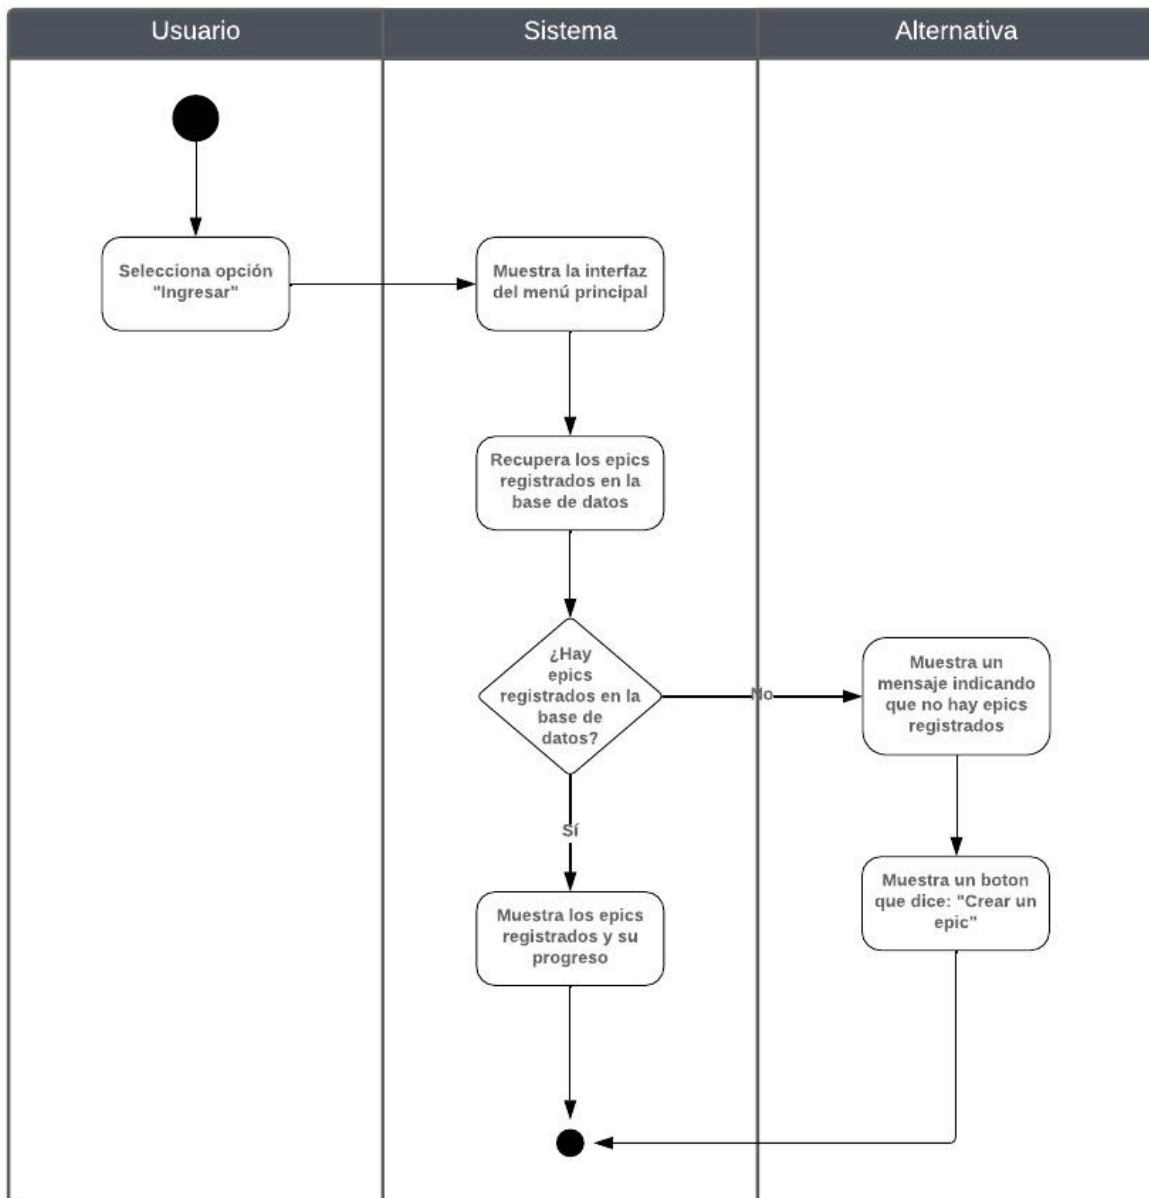 Usuario
Sistema
Alternativa
Selecciona opción
"Ingresar"
Muestra la interfaz
del menú principal
Recupera los epics
registrados en la
base de datos
¿Hay
epics
registrados en la
base de
datos?
No
Muestra un
mensaje indicando
que no hay epics
registrados
Sí
Muestra un boton
que dice: "Crear un
epic"
Muestra los epics
registrados y su
progreso